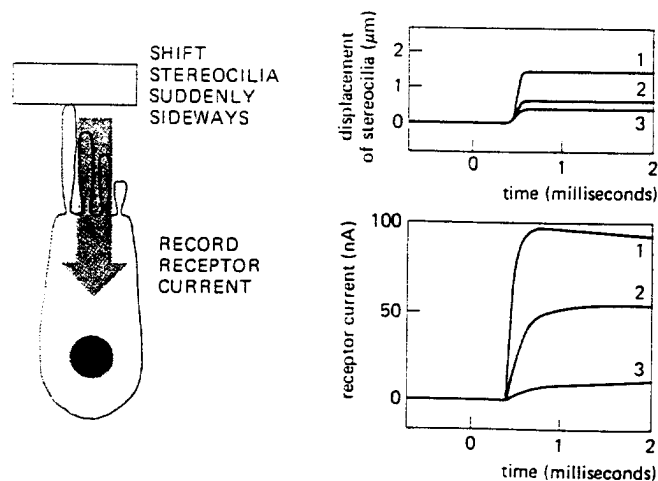 SHIFT
STEREOCILIA
SUDDENLY
SIDEWAYS
RECORD
RECEPTOR
CURRENT
displacement
of stereocilia (μm)
2
1
0
1
2
3
0
1
2
time (milliseconds)
receptor current (nA)
100
50
0
1
2
3
0
1
2
time (milliseconds)